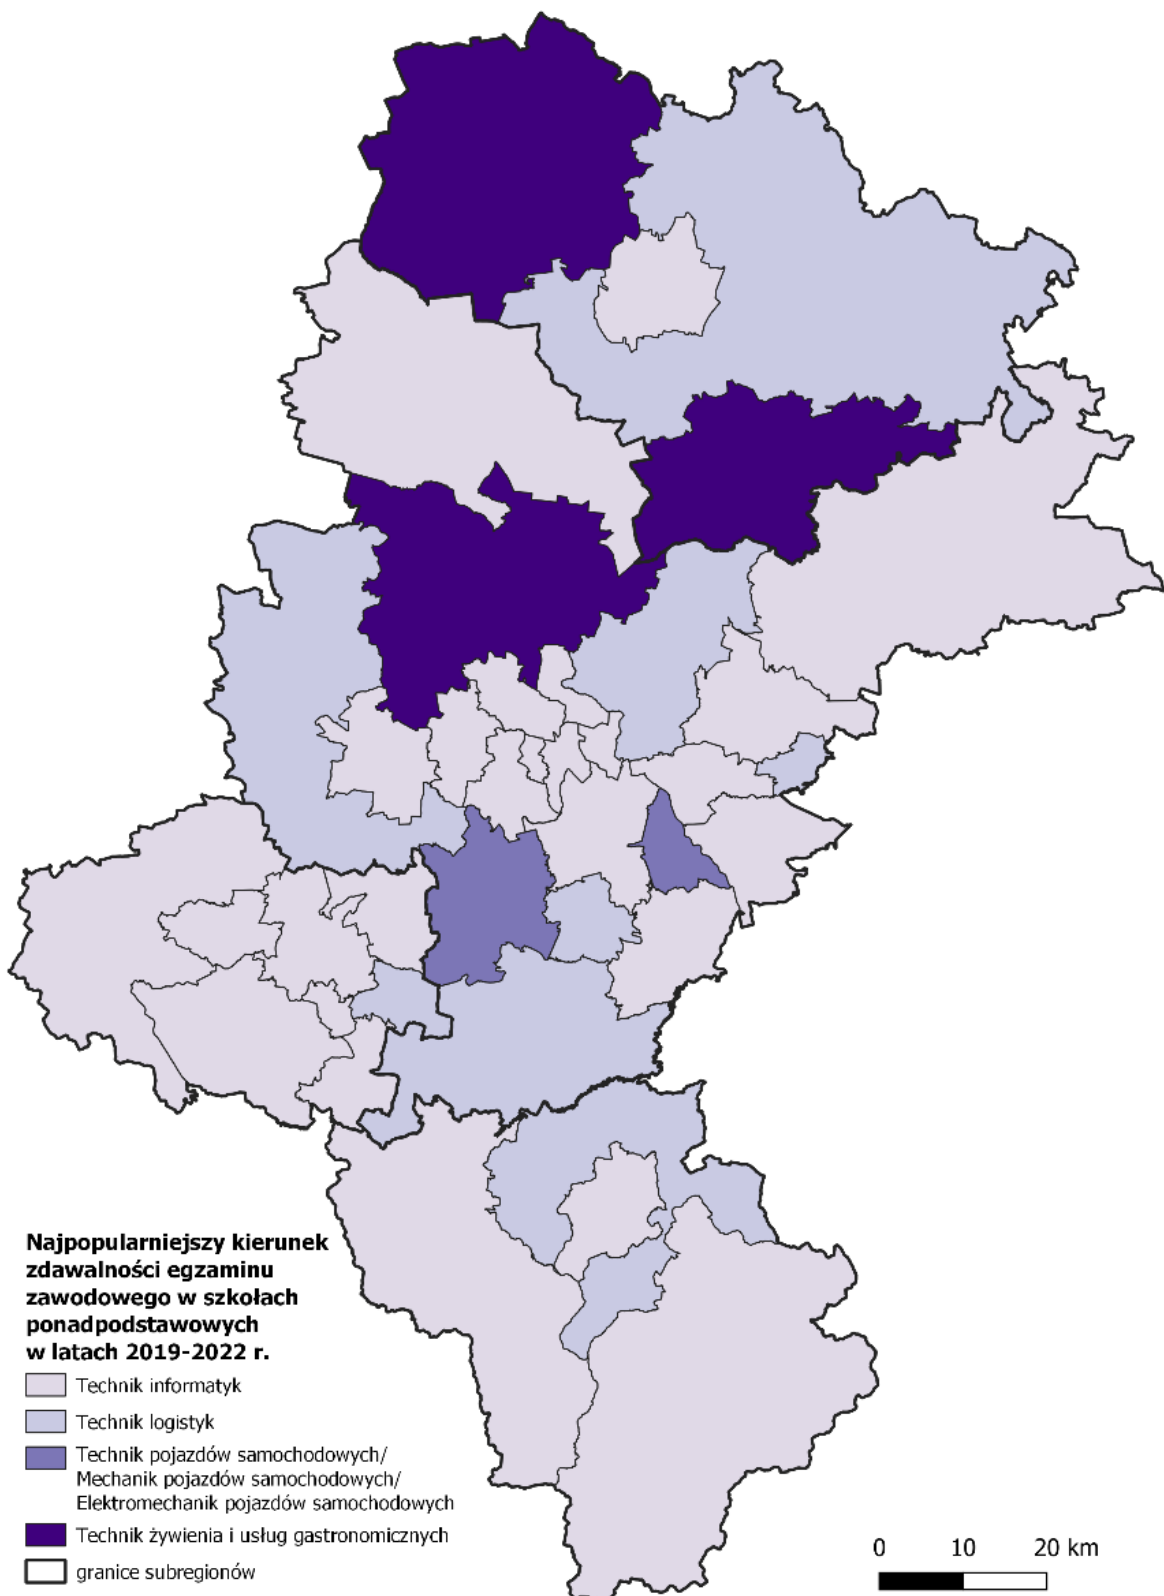 Najpopularniejszy kierunek
zdawalności egzaminu
zawodowego w szkołach
ponadpodstawowych
w latach 2019-2022 r.
Technik informatyk
Technik logistyk
Technik pojazdów samochodowych/
Mechanik pojazdów samochodowych/
Elektromechanik pojazdów samochodowych
Technik żywienia i usług gastronomicznych
granice subregionów
0 10 20 km